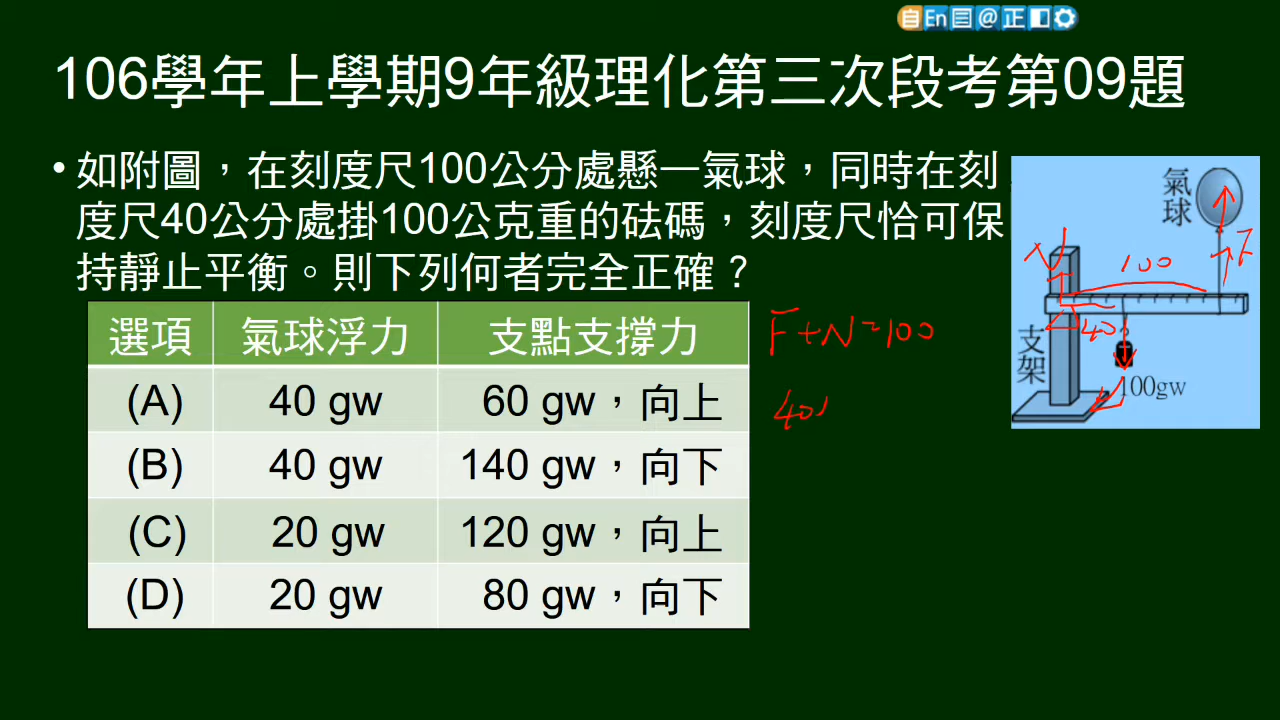 自En@正
106學年上學期9年級理化第三次段考第09題
•如附圖，在刻度尺100公分處懸一氣球，同時在刻
度尺40公分處掛100公克重的砝碼，刻度尺恰可保
持靜止平衡。則下列何者完全正確？
選項 氣球浮力 支點支撐力
(A) 40 gw 60 gw，向上
(B) 40 gw 140 gw，向下
(C) 20 gw 120 gw，向上
(D) 20 gw 80 gw，向下
F+N=100
40
氣球
N
100
F
40
支架
100gw